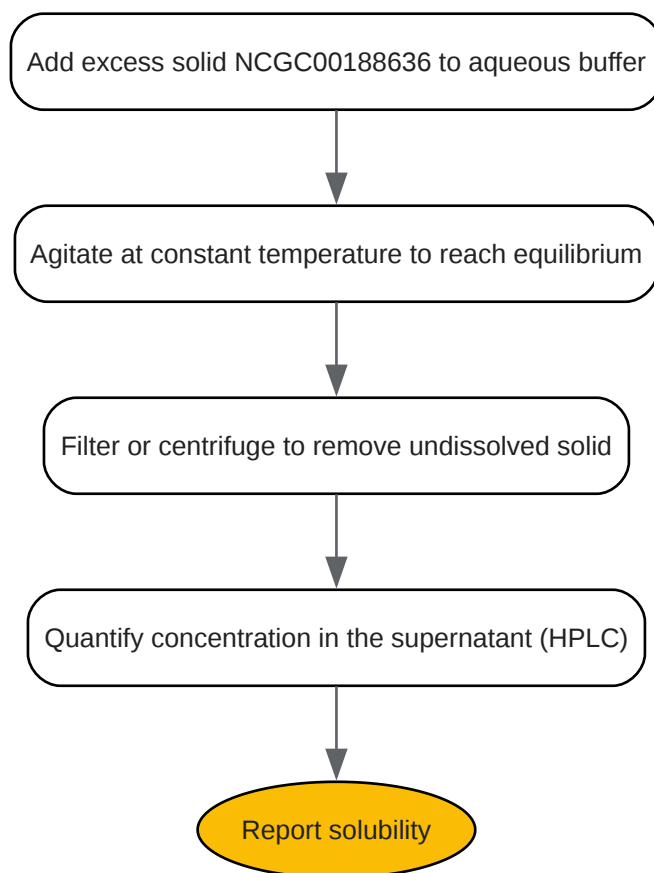 Add excess solid NCGC00188636 to aqueous buffer
Agitate at constant temperature to reach equilibrium
Filter or centrifuge to remove undissolved solid
Quantify concentration in the supernatant (HPLC)
Report solubility